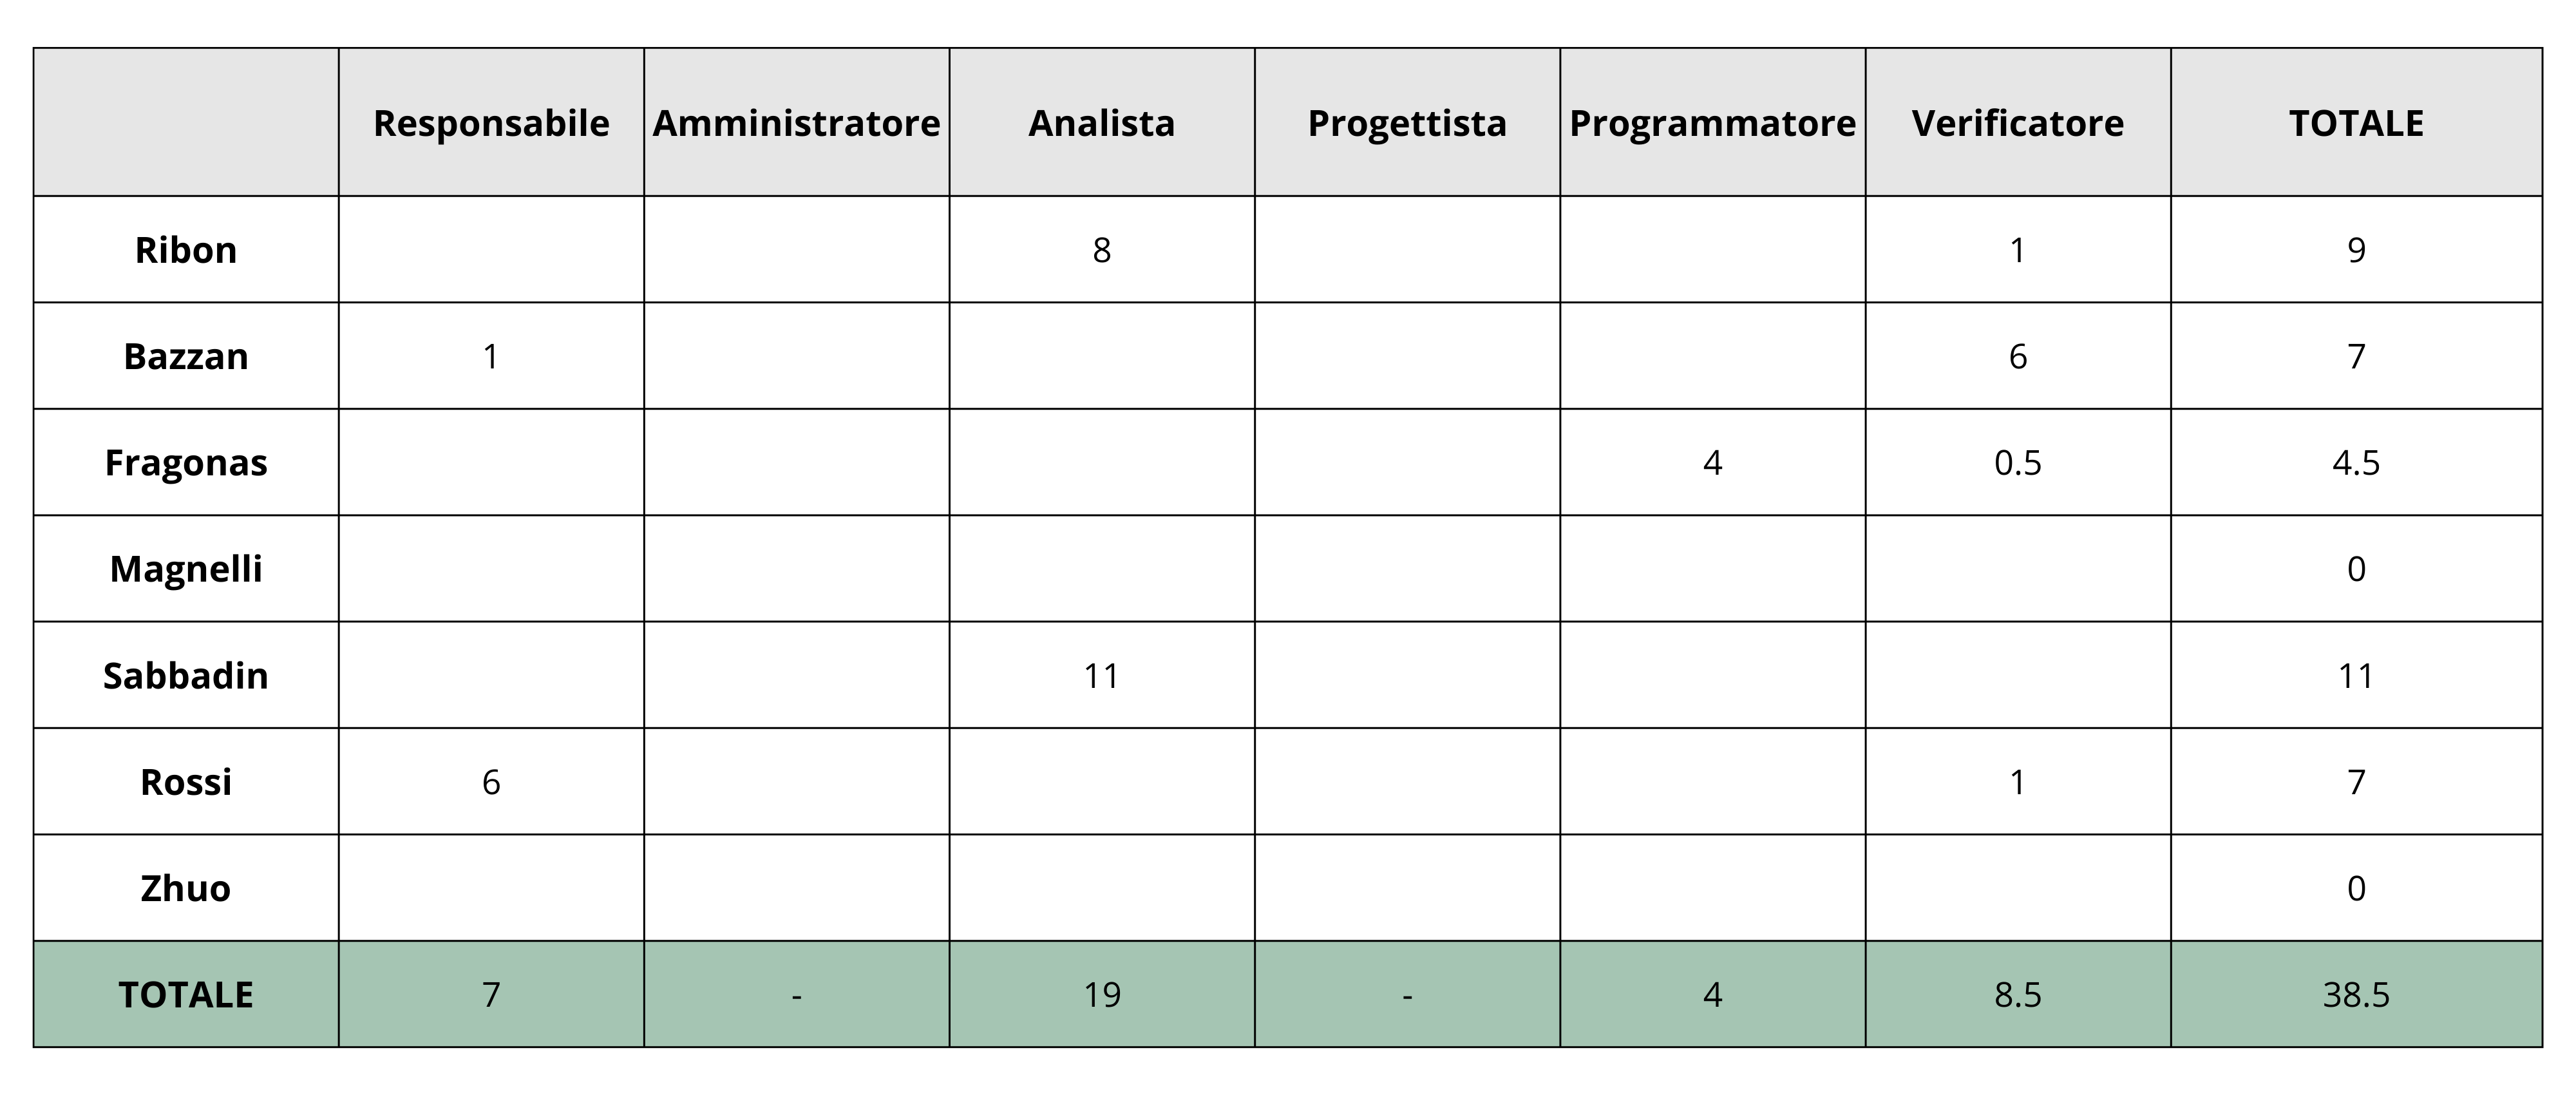 Responsabile Amministratore Analista Progettista Programmatore Verificatore TOTALE
Ribon 8 1 9
Bazzan 1 6 7
Fragonas 4 0.5 4.5
Magnelli 0
Sabbadin 11 11
Rossi 6 1 7
Zhuo 0
TOTALE 7 - 19 - 4 8.5 38.5